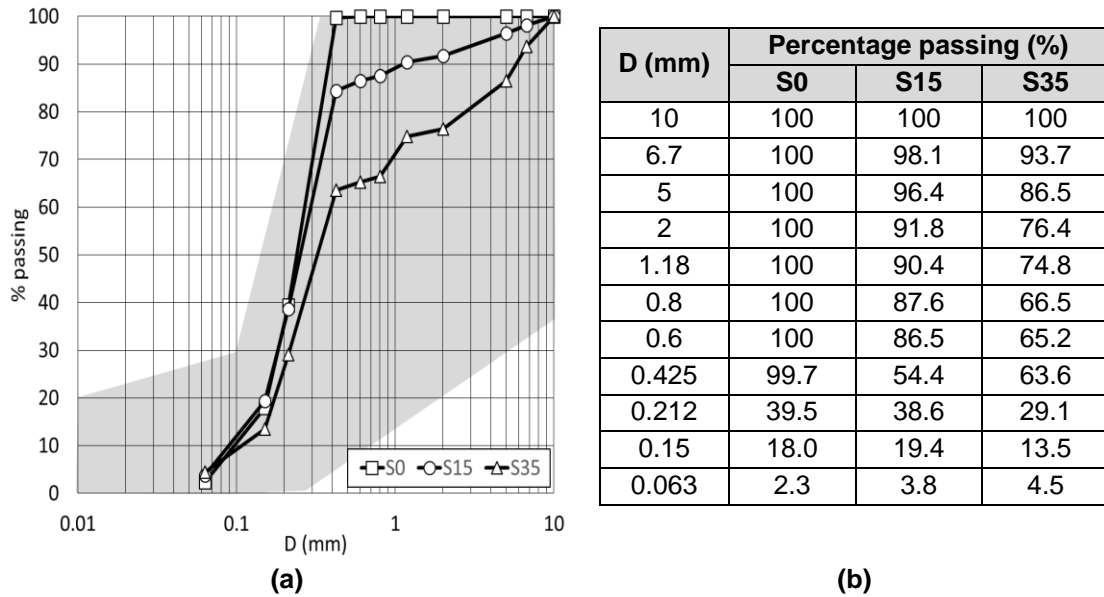 100
90
80
70
60
50
40
30
20
10
0
% passing
S0 S15 S35
0.01 0.1 1 10
D (mm)
(a)
D (mm) Percentage passing (%)
S0 S15 S35
10 100 100 100
6.7 100 98.1 93.7
5 100 96.4 86.5
2 100 91.8 76.4
1.18 100 90.4 74.8
0.8 100 87.6 66.5
0.6 100 86.5 65.2
0.425 99.7 54.4 63.6
0.212 39.5 38.6 29.1
0.15 18.0 19.4 13.5
0.063 2.3 3.8 4.5
(b)